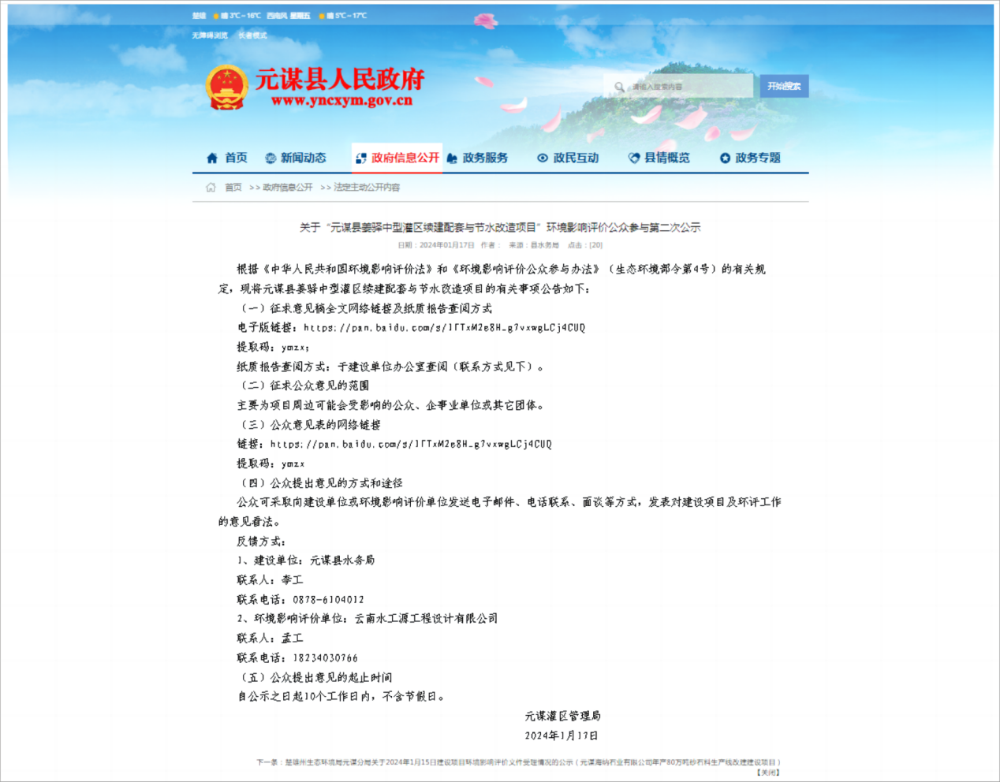 楚雄 晴 3℃~16℃ 西南风 星期五 晴 5℃~17℃
无障碍浏览 长者模式
元谋县人民政府
www.yncxym.gov.cn
请输入搜索内容
开始搜索
首页 新闻动态 政府信息公开 政务服务 政民互动 县情概览 政务专题
首页 >> 政府信息公开 >> 法定主动公开内容
关于“元谋县姜驿中型灌区续建配套与节水改造项目”环境影响评价公众参与第二次公示
日期：2024年01月17日 作者： 来源：县水务局 点击：[20]
根据《中华人民共和国环境影响评价法》和《环境影响评价公众参与办法》（生态环境部令第4号）的有关规
定，现将元谋县姜驿中型灌区续建配套与节水改造项目的有关事项公告如下：
（一）征求意见稿全文网络链接及纸质报告查阅方式
电子版链接：https://pan.baidu.com/s/1TTxM2e8H_g7vxwgLCj4CUQ
提取码：ymzx；
纸质报告查阅方式：于建设单位办公室查阅（联系方式见下）。
（二）征求公众意见的范围
主要为项目周边可能会受影响的公众、企事业单位或其它团体。
（三）公众意见表的网络链接
链接：https://pan.baidu.com/s/1TTxM2e8H_g7vxwgLCj4CUQ
提取码：ymzx
（四）公众提出意见的方式和途径
公众可采取向建设单位或环境影响评价单位发送电子邮件、电话联系、面谈等方式，发表对建设项目及环评工作
的意见看法。
反馈方式：
1、建设单位：元谋县水务局
联系人：李工
联系电话：0878-6104012
2、环境影响评价单位：云南水工源工程设计有限公司
联系人：孟工
联系电话：18234030766
（五）公众提出意见的起止时间
自公示之日起10个工作日内，不含节假日。
元谋灌区管理局
2024年1月17日
下一条：楚雄州生态环境局元谋分局关于2024年1月15日建设项目环境影响评价文件受理情况的公示（元谋海纳石业有限公司年产80万吨砂石料生产线改建建设项目）
【关闭】